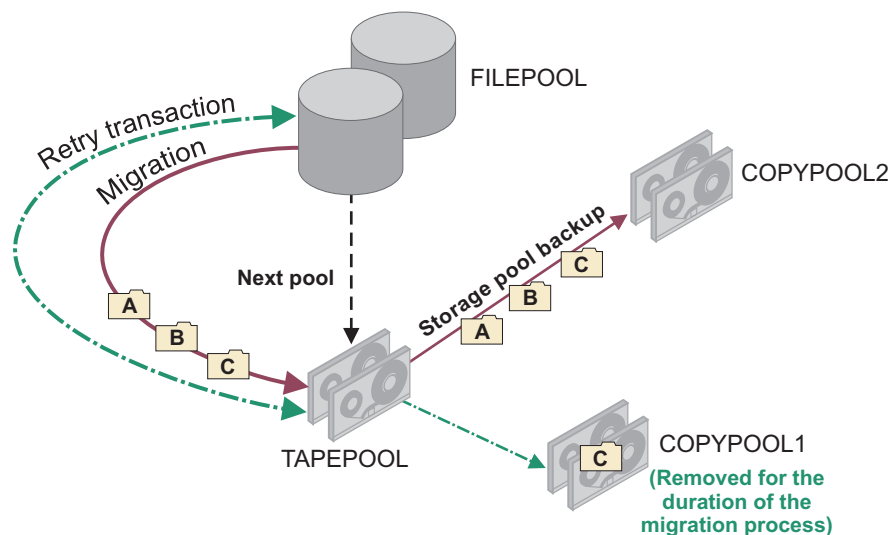 FILEPOOL
Retry transaction
Migration
COPYPOOL2
Next pool
Storage pool backup
A
B
C
A
B
C
TAPEPOOL
C
COPYPOOL1
(Removed for the
duration of the
migration process)